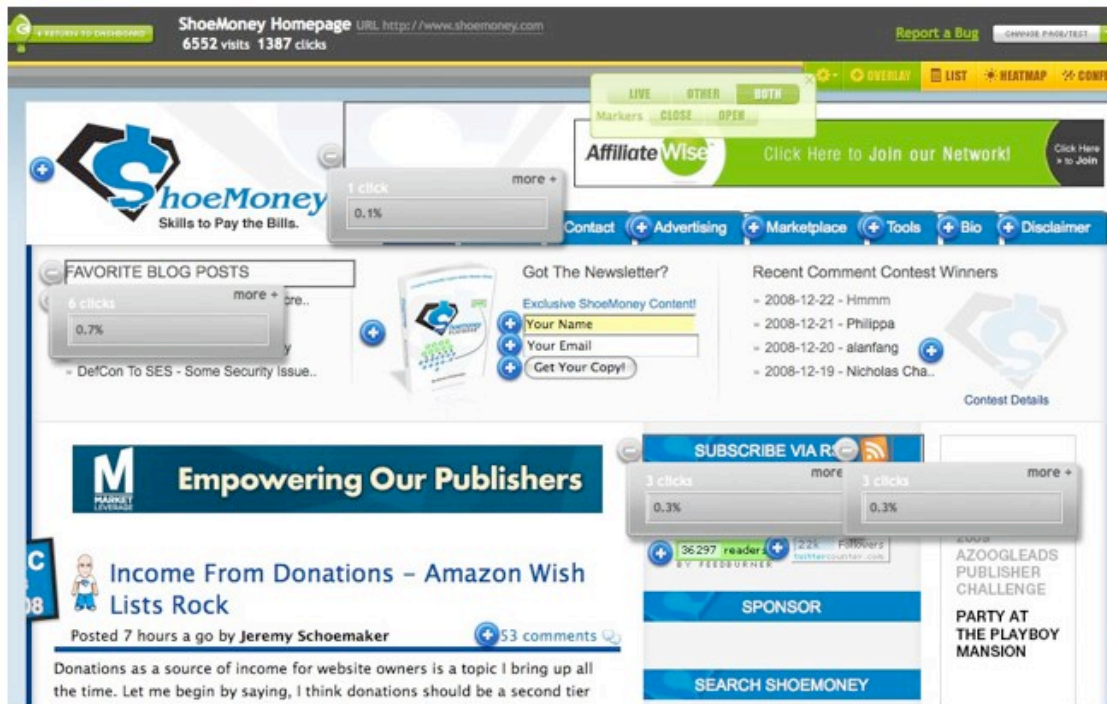 RETURN TO DASHBOARD
ShoeMoney Homepage URL http://www.shoemoney.com
6552 visits 1387 clicks
Report a Bug
CHANGE PAGE/TEST
OVERLAY
LIST
HEATMAP
CONFI
LIVE OTHER BOTH
Markers CLOSE OPEN
AffiliateWise
Click Here to Join our Network!
Click Here
» to Join
ShoeMoney
Skills to Pay the Bills.
1 click more +
0.1%
Contact Advertising Marketplace Tools Bio Disclaimer
FAVORITE BLOG POSTS
6 clicks more + ore..
0.7%
y
» DefCon To SES - Some Security Issue..
Got The Newsletter?
Exclusive ShoeMoney Content!
Your Name
Your Email
Get Your Copy!
Recent Comment Contest Winners
» 2008-12-22 - Hmmm
» 2008-12-21 - Philippa
» 2008-12-20 - alanfang
» 2008-12-19 - Nicholas Cha..
Contest Details
M
MARKET
LEVERAGE
Empowering Our Publishers
SUBSCRIBE VIA RS
3 clicks more
0.3%
3 clicks more +
0.3%
36297 readers
BY FEEDBURNER
Followers
twittercounter.com
C
08
Income From Donations – Amazon Wish
Lists Rock
Posted 7 hours a go by Jeremy Schoemaker
53 comments
Donations as a source of income for website owners is a topic I bring up all
the time. Let me begin by saying, I think donations should be a second tier
SPONSOR
SEARCH SHOEMONEY
AZOOGLEADS
PUBLISHER
CHALLENGE
PARTY AT
THE PLAYBOY
MANSION